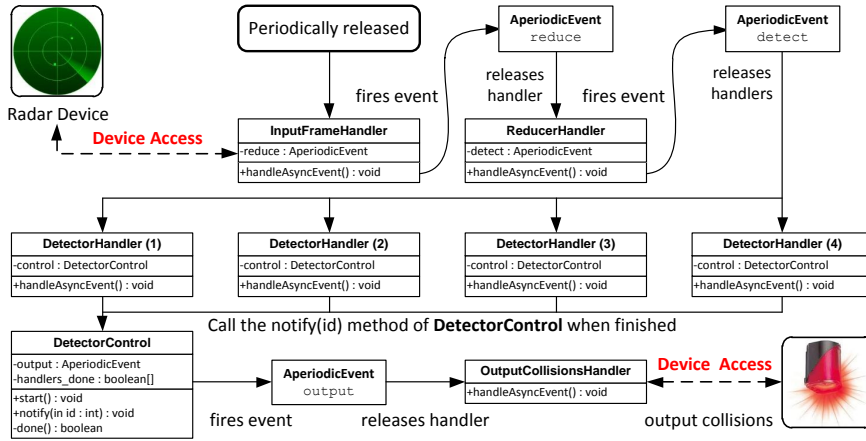 Periodically released
AperiodicEvent
reduce
AperiodicEvent
detect
Radar Device
Device Access
fires event
releases
handler
fires event
releases
handlers
InputFrameHandler
-reduce : AperiodicEvent
+handleAsyncEvent() : void
ReducerHandler
-detect : AperiodicEvent
+handleAsyncEvent() : void
DetectorHandler (1)
-control : DetectorControl
+handleAsyncEvent() : void
DetectorHandler (2)
-control : DetectorControl
+handleAsyncEvent() : void
DetectorHandler (3)
-control : DetectorControl
+handleAsyncEvent() : void
DetectorHandler (4)
-control : DetectorControl
+handleAsyncEvent() : void
Call the notify(id) method of DetectorControl when finished
DetectorControl
-output : AperiodicEvent
-handlers_done : boolean[]
+start() : void
+notify(in id : int) : void
-done() : boolean
fires event
AperiodicEvent
output
releases handler
OutputCollisionsHandler
+handleAsyncEvent() : void
Device Access
output collisions